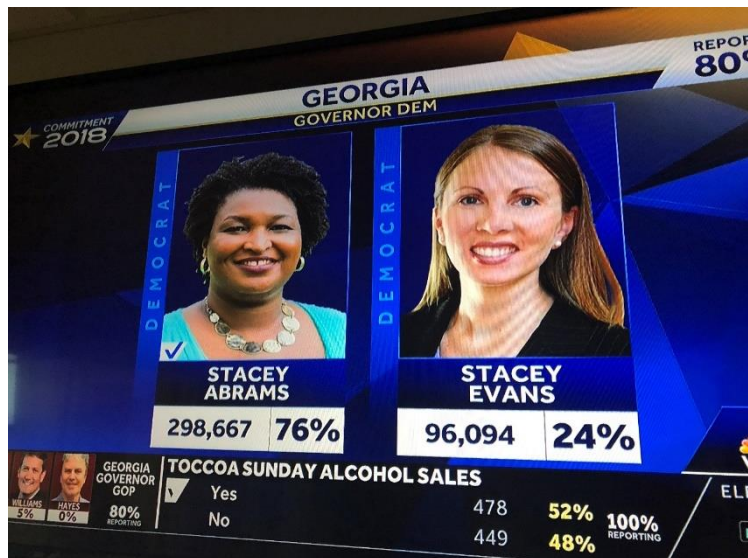 REPOR
80%
GEORGIA
GOVERNOR DEM
COMMITMENT
2018
DEMOCRAT
DEMOCRAT
STACEY
ABRAMS
298,667 76%
STACEY
EVANS
96,094 24%
WILLIAMS
5%
HAYES
0%
GEORGIA
GOVERNOR
GOP
80%
REPORTING
TOCCOA SUNDAY ALCOHOL SALES
Yes 478 52%
No 449 48%
100%
REPORTING
ELE